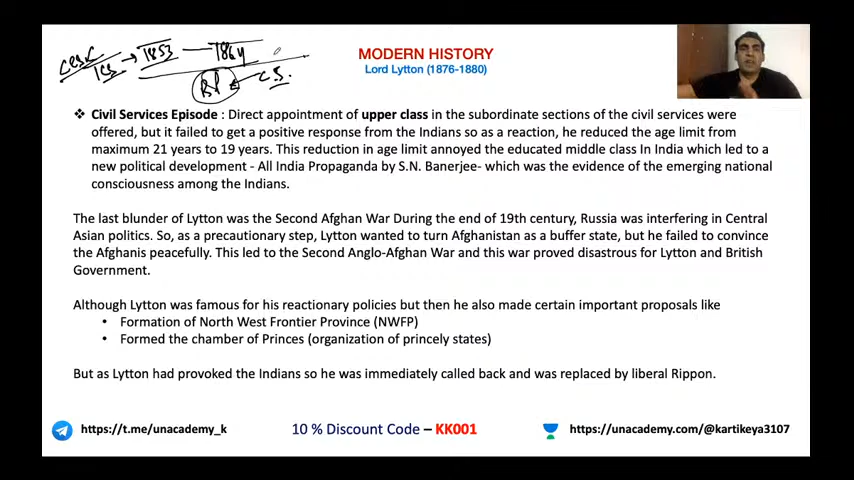 MODERN HISTORY
Lord Lytton (1876-1880)
ICS → 1853 — 1864
C.S.
❖ Civil Services Episode : Direct appointment of upper class in the subordinate sections of the civil services were
offered, but it failed to get a positive response from the Indians so as a reaction, he reduced the age limit from
maximum 21 years to 19 years. This reduction in age limit annoyed the educated middle class In India which led to a
new political development - All India Propaganda by S.N. Banerjee- which was the evidence of the emerging national
consciousness among the Indians.
The last blunder of Lytton was the Second Afghan War During the end of 19th century, Russia was interfering in Central
Asian politics. So, as a precautionary step, Lytton wanted to turn Afghanistan as a buffer state, but he failed to convince
the Afghanis peacefully. This led to the Second Anglo-Afghan War and this war proved disastrous for Lytton and British
Government.
Although Lytton was famous for his reactionary policies but then he also made certain important proposals like
• Formation of North West Frontier Province (NWFP)
• Formed the chamber of Princes (organization of princely states)
But as Lytton had provoked the Indians so he was immediately called back and was replaced by liberal Rippon.
https://t.me/unacademy_k
10 % Discount Code – KK001
https://unacademy.com/@kartikeya3107